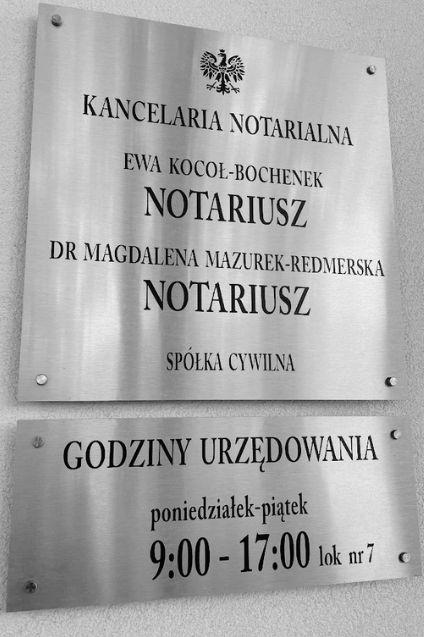 KANCELARIA NOTARIALNA
EWA KOCOŁ-BOCHENEK
NOTARIUSZ
DR MAGDALENA MAZUREK-REDMERSKA
NOTARIUSZ
SPÓŁKA CYWILNA
GODZINY URZĘDOWANIA
poniedziałek-piątek
9:00 - 17:00 lok nr 7